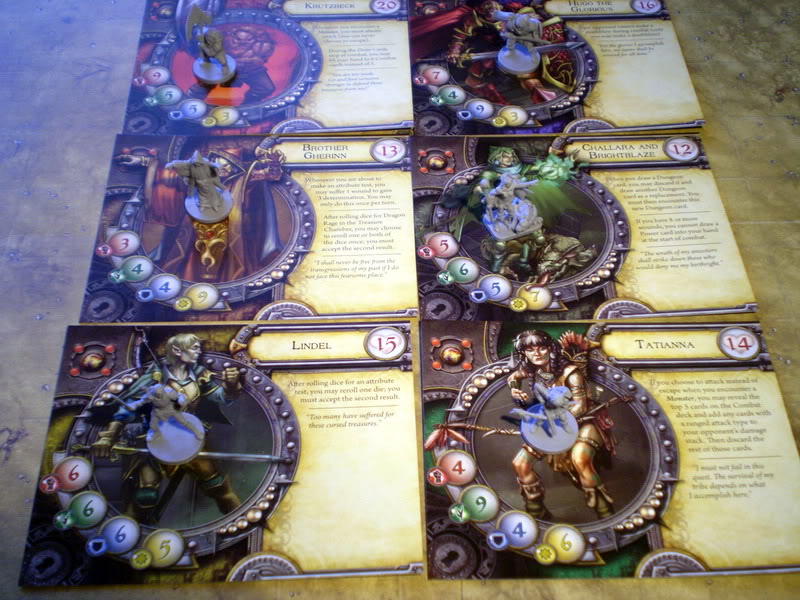 Krutzbeck
20
9
5
5
3
Hugo the
Glorious
16
7
4
9
3
Brother
Gherinn
13
Whenever you are about to
make an attribute test, you
may suffer 1 wound to gain
3 determination. You may
only do this once per turn.
After rolling dice for Dragon
Rage in the Treasure
Chamber, you may choose
to reroll one or both of
the dice once; you must
accept the second result.
"I shall never be free from the
transgressions of my past if I do
not face this fearsome place."
3
4
4
9
Challara and
Brightblaze
12
When you draw a Dungeon
card, you may discard it and
draw another Dungeon
card as a replacement. You
must then encounter this
new Dungeon card.
If you have 8 or more
wounds, you cannot draw a
Power card into your hand
at the start of combat.
"The wrath of my ancestors
shall strike down those who
would deny me my birthright."
5
6
5
7
Lindel
15
After rolling dice for an attribute
test, you may reroll one die; you
must accept the second result.
"Too many have suffered for
these cursed treasures."
6
6
6
5
Tatianna
14
If you choose to attack instead of
escape when you encounter a
Monster, you may reveal the
top 3 cards on the Combat
deck and add any cards with
a ranged attack type to
your opponent's damage
stack. Then discard the
rest of those cards.
"I must not fail in this
quest. The survival of my
tribe depends on what
I accomplish here."
4
9
4
6